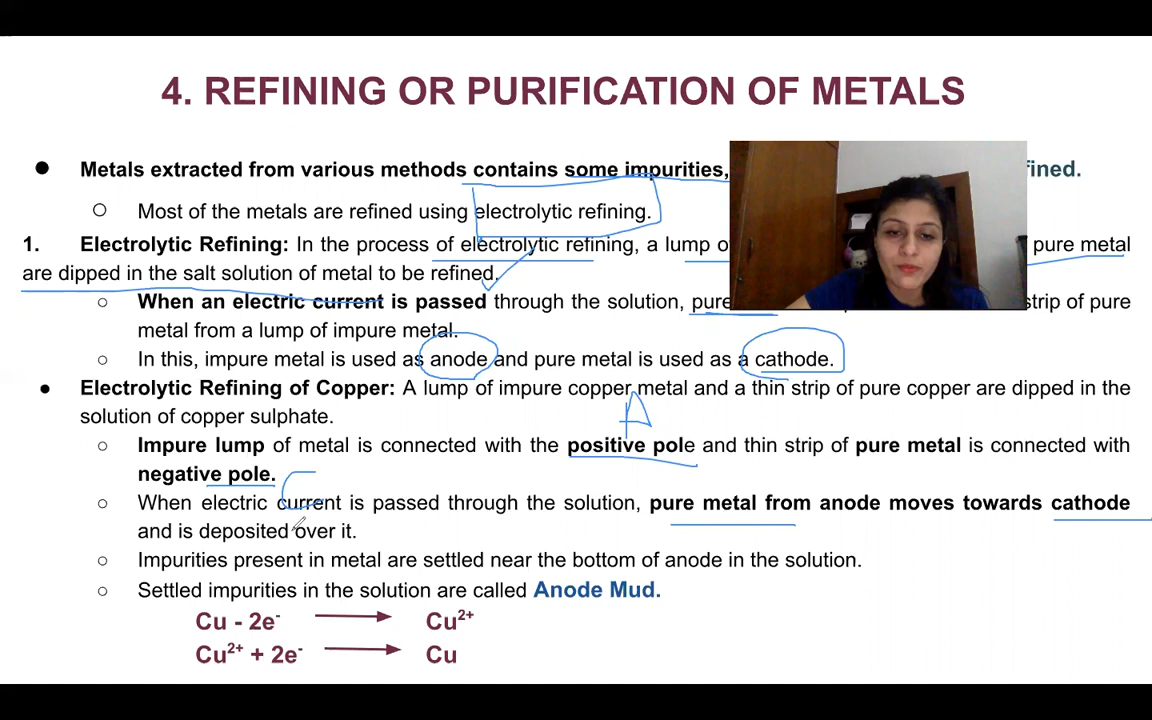 4. REFINING OR PURIFICATION OF METALS
● Metals extracted from various methods contains some impurities, fined.
○ Most of the metals are refined using electrolytic refining.
1. Electrolytic Refining: In the process of electrolytic refining, a lump pure metal
are dipped in the salt solution of metal to be refined.
○ When an electric current is passed through the solution, pure strip of pure
metal from a lump of impure metal.
○ In this, impure metal is used as anode and pure metal is used as a cathode.
● Electrolytic Refining of Copper: A lump of impure copper metal and a thin strip of pure copper are dipped in the
solution of copper sulphate.
A
○ Impure lump of metal is connected with the positive pole and thin strip of pure metal is connected with
negative pole.
C
○ When electric current is passed through the solution, pure metal from anode moves towards cathode
and is deposited over it.
○ Impurities present in metal are settled near the bottom of anode in the solution.
○ Settled impurities in the solution are called Anode Mud.
Cu - 2e⁻ ⟶ Cu²⁺
Cu²⁺ + 2e⁻ ⟶ Cu